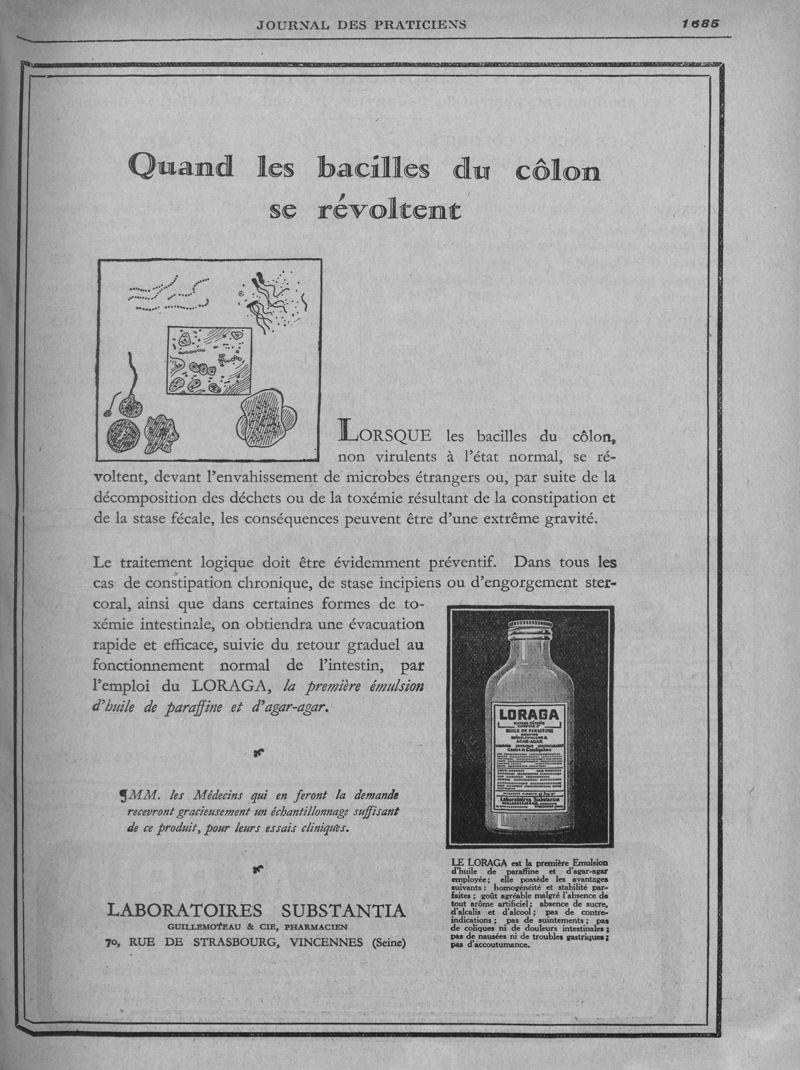 JOURNAL DES PRATICIENS 1685
Quand les bacilles du côlon
se révoltent
LORSQUE les bacilles du côlon,
non virulents à l'état normal, se ré-
voltent, devant l'envahissement de microbes étrangers ou, par suite de la
décomposition des déchets ou de la toxémie résultant de la constipation et
de la stase fécale, les conséquences peuvent être d'une extrême gravité.
Le traitement logique doit être évidemment préventif. Dans tous les
cas de constipation chronique, de stase incipiens ou d'engorgement ster-
coral, ainsi que dans certaines formes de to-
xémie intestinale, on obtiendra une évacuation
rapide et efficace, suivie du retour graduel au
fonctionnement normal de l'intestin, par
l'emploi du LORAGA, la première émulsion
d'huile de paraffine et d'agar-agar.
¶MM. les Médecins qui en feront la demande
recevront gracieusement un échantillonnage suffisant
de ce produit, pour leurs essais cliniques.
LABORATOIRES SUBSTANTIA
GUILLEMOTEAU & CIE, PHARMACIEN
70, RUE DE STRASBOURG, VINCENNES (Seine)
LORAGA
HUILE DE PARAFFINE
AGAR-AGAR
Contre la Constipation
Laboratoires Substantia
LE LORAGA est la première Emulsion
d'huile de paraffine et d'agar-agar
employée; elle possède les avantages
suivants : homogénéité et stabilité par-
faites ; goût agréable malgré l'absence de
tout arôme artificiel ; absence de sucre,
d'alcalis et d'alcool ; pas de contre-
indications ; pas de suintements ; pas
de coliques ni de douleurs intestinales ;
pas de nausées ni de troubles gastriques ;
pas d'accoutumance.